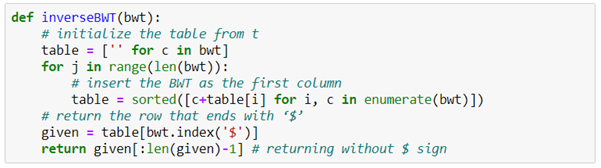 def inverseBWT(bwt):
    # initialize the table from t
    table = ['' for c in bwt]
    for j in range(len(bwt)):
        # insert the BWT as the first column
        table = sorted([c+table[i] for i, c in enumerate(bwt)])
    # return the row that ends with ‘$’
    given = table[bwt.index('$')]
    return given[:len(given)-1] # returning without $ sign